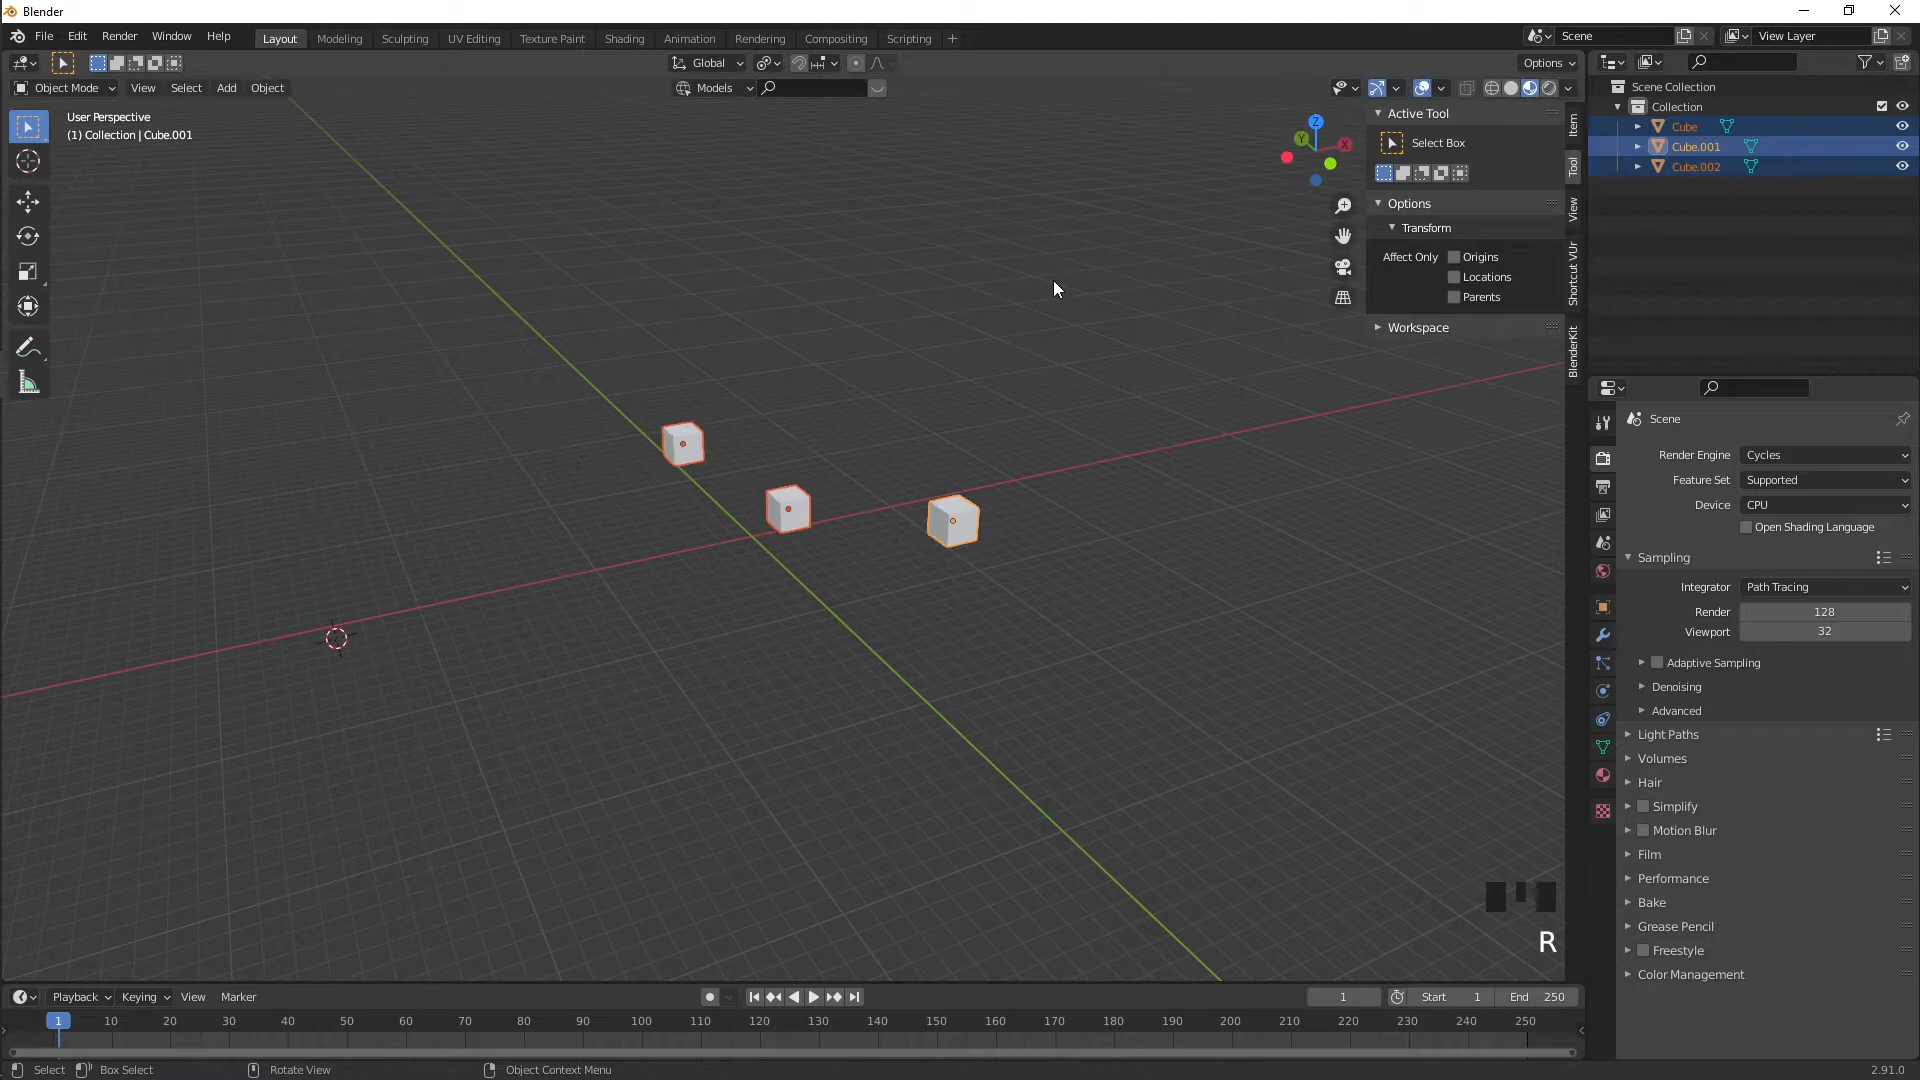 Blender
File Edit Render Window Help Layout Modeling Sculpting UV Editing Texture Paint Shading Animation Rendering Compositing Scripting + Scene View Layer
Global Options
Object Mode View Select Add Object Models
User Perspective
(1) Collection | Cube.001
Z
Y X
Active Tool
Select Box
Options
Transform
Affect Only Origins
Locations
Parents
Workspace
Item
Tool
View
Shortcut VUr
BlenderKit
Scene Collection
Collection
Cube
Cube.001
Cube.002
Scene
Render Engine Cycles
Feature Set Supported
Device CPU
Open Shading Language
Sampling
Integrator Path Tracing
Render 128
Viewport 32
Adaptive Sampling
Denoising
Advanced
Light Paths
Volumes
Hair
Simplify
Motion Blur
Film
Performance
Bake
Grease Pencil
Freestyle
Color Management
R
Playback Keying View Marker 1 Start 1 End 250
1 10 20 30 40 50 60 70 80 90 100 110 120 130 140 150 160 170 180 190 200 210 220 230 240 250
Select Box Select Rotate View Object Context Menu 2.91.0